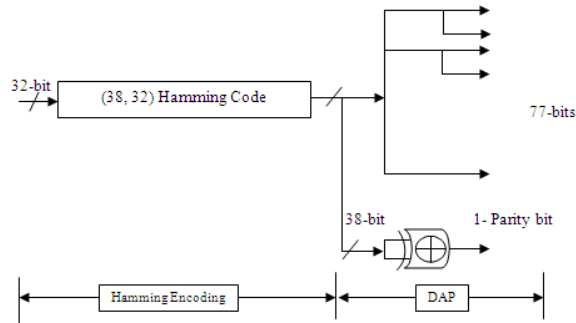 32-bit
(38, 32) Hamming Code
77-bits
38-bit
1- Parity bit
Hamming Encoding
DAP